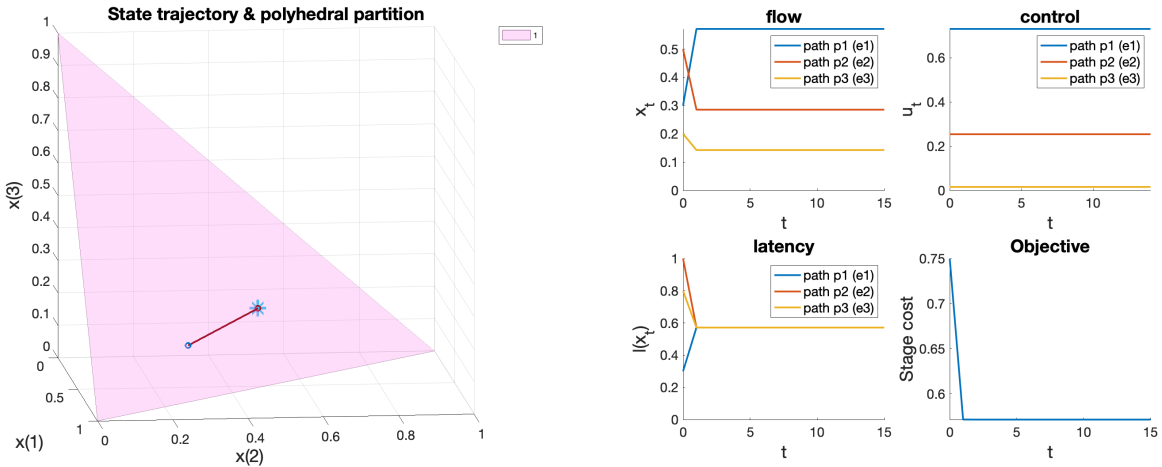 State trajectory & polyhedral partition
1
0.9
0.8
0.7
0.6
0.5
0.4
0.3
0.2
0.1
0
x(3)
0
0.5
1
x(1)
0
0.2
0.4
0.6
0.8
1
x(2)
1
flow
0.5
0.4
0.3
0.2
0.1
0
x_t
path p1 (e1)
path p2 (e2)
path p3 (e3)
0
5
10
15
t
control
0.6
0.4
0.2
0
u_t
path p1 (e1)
path p2 (e2)
path p3 (e3)
0
5
10
t
latency
1
0.8
0.6
0.4
0.2
0
l(x_t)
path p1 (e1)
path p2 (e2)
path p3 (e3)
0
5
10
15
t
Objective
0.75
0.7
0.65
0.6
Stage cost
0
5
10
15
t